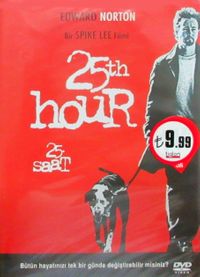 EDWARD NORTON
Bir SPIKE LEE Filmi
25th
hOUR
₺9.99
25.
SAAT
Bütün hayatınızı tek bir günde değiştirebilir misiniz?
DVD
VIDEO